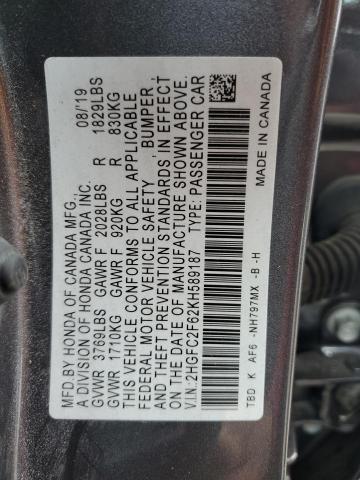 MFD.BY HONDA OF CANADA MFG., 08/19
A DIVISION OF HONDA CANADA INC.
GVWR 3769LBS GAWR F 2028LBS R 1829LBS
GVWR 1710KG GAWR F 920KG R 830KG
THIS VEHICLE CONFORMS TO ALL APPLICABLE
FEDERAL MOTOR VEHICLE SAFETY BUMPER,
AND THEFT PREVENTION STANDARDS IN EFFECT
ON THE DATE OF MANUFACTURE SHOWN ABOVE.
V.I.N: 2HGFC2F62KH589187 TYPE: PASSENGER CAR
TBD K AF6 -NH797MX -B -H
MADE IN CANADA